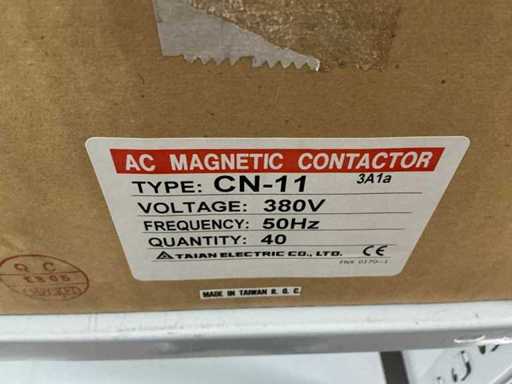 AC MAGNETIC CONTACTOR
TYPE: CN-11 3A1a
VOLTAGE: 380V
FREQUENCY: 50Hz
QUANTITY: 40
TAIAN ELECTRIC CO., LTD. CE
MADE IN TAIWAN R. O. C.
Q C